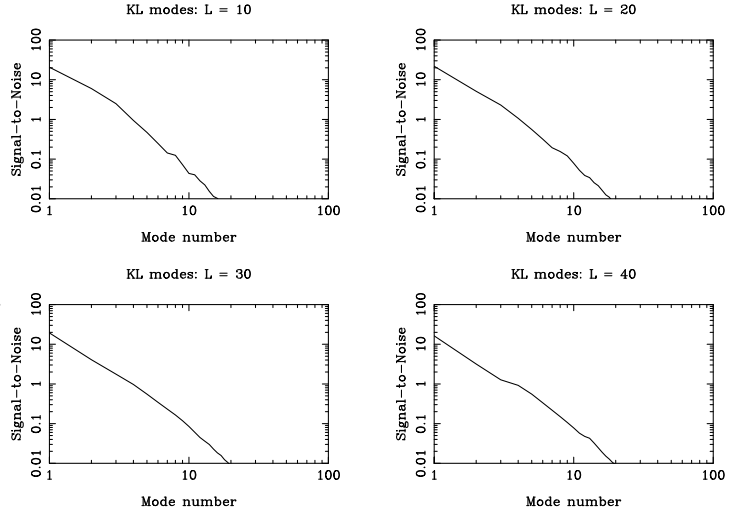 KL modes: L = 10
KL modes: L = 20
Signal-to-Noise
100
10
1
0.1
0.01
1 10 100
Mode number
Signal-to-Noise
100
10
1
0.1
0.01
1 10 100
Mode number
KL modes: L = 30
KL modes: L = 40
Signal-to-Noise
100
10
1
0.1
0.01
1 10 100
Mode number
Signal-to-Noise
100
10
1
0.1
0.01
1 10 100
Mode number